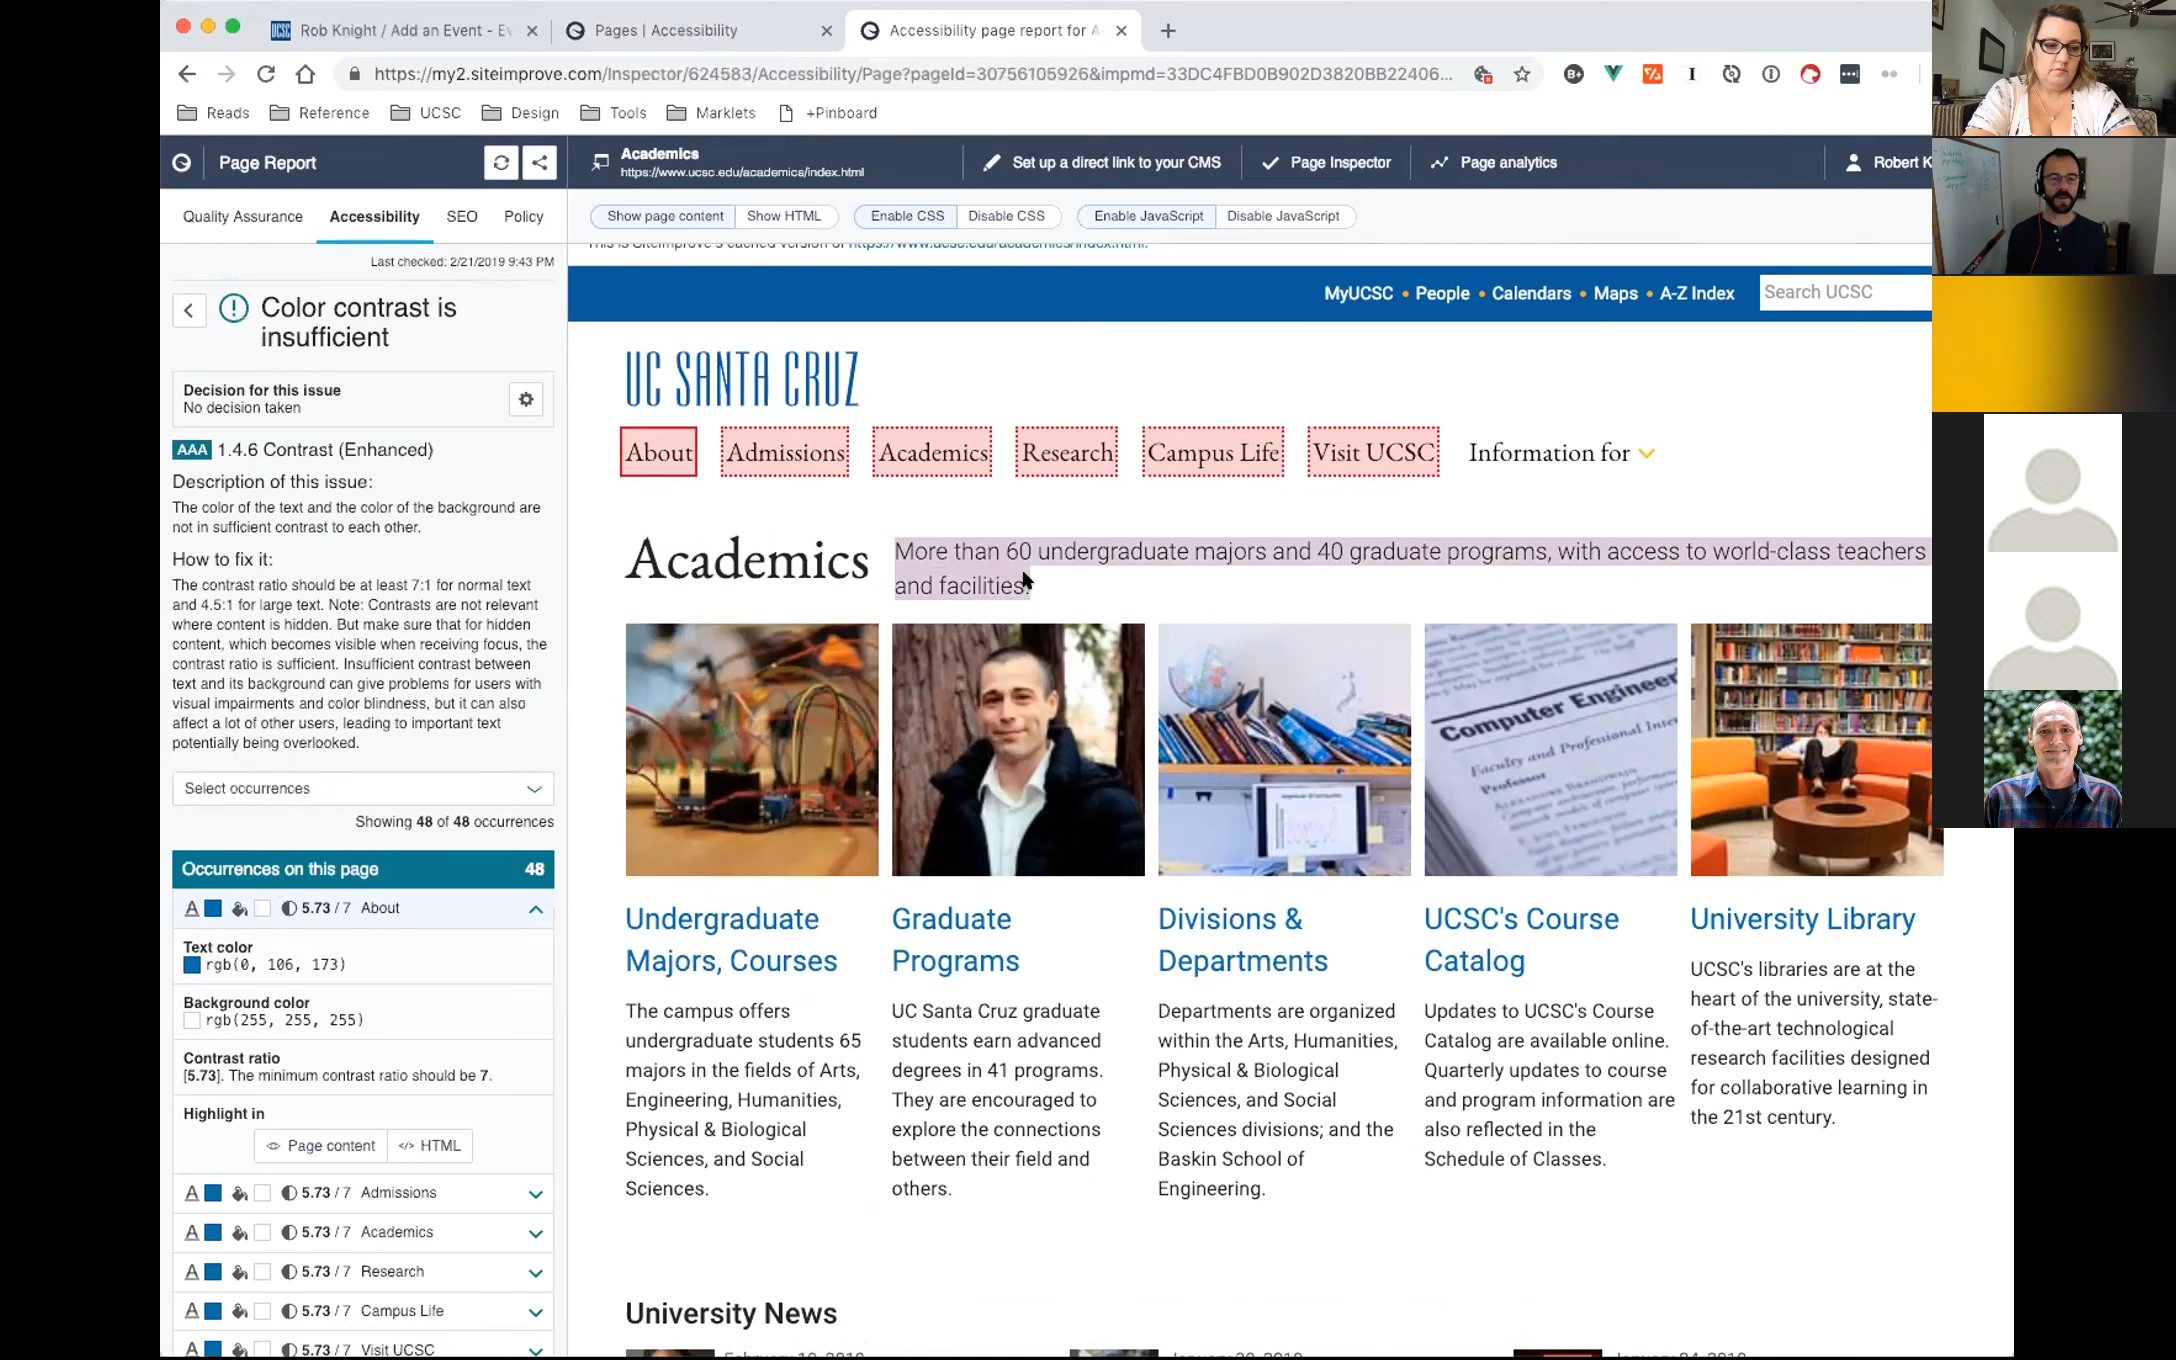 Rob Knight / Add an Event - Ev
Pages | Accessibility
Accessibility page report for A
https://my2.siteimprove.com/Inspector/624583/Accessibility/Page?pageId=30756105926&impmd=33DC4FBD0B902D3820BB22406...
Reads
Reference
UCSC
Design
Tools
Marklets
+Pinboard
Page Report
Academics
https://www.ucsc.edu/academics/index.html
Set up a direct link to your CMS
Page Inspector
Page analytics
Robert K
Quality Assurance
Accessibility
SEO
Policy
Show page content
Show HTML
Enable CSS
Disable CSS
Enable JavaScript
Disable JavaScript
This is Siteimprove's cached version of https://www.ucsc.edu/academics/index.html.
Last checked: 2/21/2019 9:43 PM
Color contrast is
insufficient
Decision for this issue
No decision taken
AAA 1.4.6 Contrast (Enhanced)
Description of this issue:
The color of the text and the color of the background are
not in sufficient contrast to each other.
How to fix it:
The contrast ratio should be at least 7:1 for normal text
and 4.5:1 for large text. Note: Contrasts are not relevant
where content is hidden. But make sure that for hidden
content, which becomes visible when receiving focus, the
contrast ratio is sufficient. Insufficient contrast between
text and its background can give problems for users with
visual impairments and color blindness, but it can also
affect a lot of other users, leading to important text
potentially being overlooked.
Select occurrences
Showing 48 of 48 occurrences
Occurrences on this page 48
A 5.73 / 7 About
Text color
rgb(0, 106, 173)
Background color
rgb(255, 255, 255)
Contrast ratio
[5.73]. The minimum contrast ratio should be 7.
Highlight in
Page content
</> HTML
A 5.73 / 7 Admissions
A 5.73 / 7 Academics
A 5.73 / 7 Research
A 5.73 / 7 Campus Life
A 5.73 / 7 Visit UCSC
MyUCSC • People • Calendars • Maps • A-Z Index
Search UCSC
UC SANTA CRUZ
About
Admissions
Academics
Research
Campus Life
Visit UCSC
Information for
Academics
More than 60 undergraduate majors and 40 graduate programs, with access to world-class teachers
and facilities.
Computer Engineer
Faculty and Professional Inte
Professor
Undergraduate
Majors, Courses
The campus offers
undergraduate students 65
majors in the fields of Arts,
Engineering, Humanities,
Physical & Biological
Sciences, and Social
Sciences.
Graduate
Programs
UC Santa Cruz graduate
students earn advanced
degrees in 41 programs.
They are encouraged to
explore the connections
between their field and
others.
Divisions &
Departments
Departments are organized
within the Arts, Humanities,
Physical & Biological
Sciences, and Social
Sciences divisions; and the
Baskin School of
Engineering.
UCSC's Course
Catalog
Updates to UCSC's Course
Catalog are available online.
Quarterly updates to course
and program information are
also reflected in the
Schedule of Classes.
University Library
UCSC's libraries are at the
heart of the university, state-
of-the-art technological
research facilities designed
for collaborative learning in
the 21st century.
University News